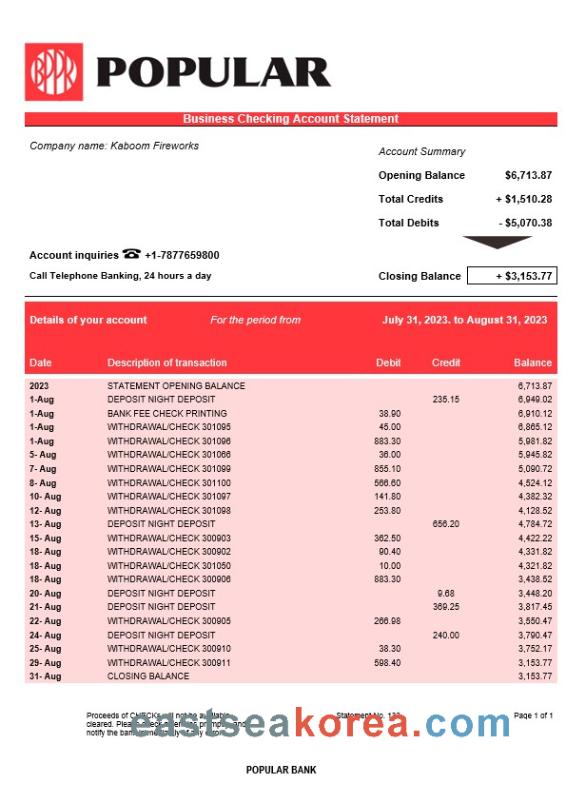 BPPR POPULAR
Business Checking Account Statement
Company name: Kaboom Fireworks
Account Summary
Opening Balance $6,713.87
Total Credits + $1,510.28
Total Debits - $5,070.38
Account inquiries ☎ +1-7877659800
Call Telephone Banking, 24 hours a day
Closing Balance + $3,153.77
Details of your account For the period from July 31, 2023. to August 31, 2023
Date Description of transaction Debit Credit Balance
2023 STATEMENT OPENING BALANCE 6,713.87
1-Aug DEPOSIT NIGHT DEPOSIT 235.15 6,949.02
1-Aug BANK FEE CHECK PRINTING 38.90 6,910.12
1-Aug WITHDRAWAL/CHECK 301095 45.00 6,865.12
1-Aug WITHDRAWAL/CHECK 301096 883.30 5,981.82
5- Aug WITHDRAWAL/CHECK 301066 36.00 5,945.82
7- Aug WITHDRAWAL/CHECK 301099 855.10 5,090.72
8- Aug WITHDRAWAL/CHECK 301100 566.60 4,524.12
10- Aug WITHDRAWAL/CHECK 301097 141.80 4,382.32
12- Aug WITHDRAWAL/CHECK 301098 253.80 4,128.52
13- Aug DEPOSIT NIGHT DEPOSIT 656.20 4,784.72
15- Aug WITHDRAWAL/CHECK 300903 362.50 4,422.22
18- Aug WITHDRAWAL/CHECK 300902 90.40 4,331.82
18- Aug WITHDRAWAL/CHECK 301050 10.00 4,321.82
18- Aug WITHDRAWAL/CHECK 300906 883.30 3,438.52
20- Aug DEPOSIT NIGHT DEPOSIT 9.68 3,448.20
21- Aug DEPOSIT NIGHT DEPOSIT 369.25 3,817.45
22- Aug WITHDRAWAL/CHECK 300905 266.98 3,550.47
24- Aug DEPOSIT NIGHT DEPOSIT 240.00 3,790.47
25- Aug WITHDRAWAL/CHECK 300910 38.30 3,752.17
29- Aug WITHDRAWAL/CHECK 300911 598.40 3,153.77
31- Aug CLOSING BALANCE 3,153.77
Proceeds of CHECKs will not be available
cleared. Please
notify the bank immediately of any error
Statement No. Page 1 of 1
eastseakorea.com
POPULAR BANK